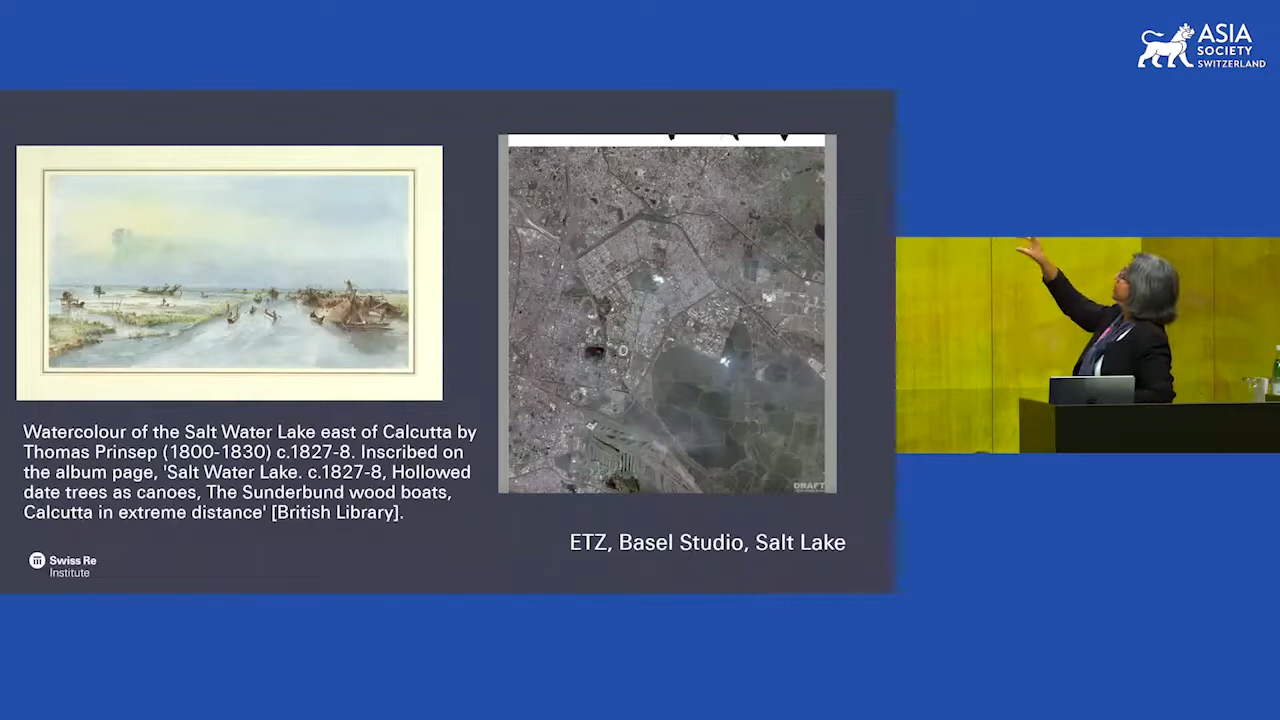 ASIA
SOCIETY
SWITZERLAND
DRAFT
Watercolour of the Salt Water Lake east of Calcutta by
Thomas Prinsep (1800-1830) c.1827-8. Inscribed on
the album page, 'Salt Water Lake. c.1827-8, Hollowed
date trees as canoes, The Sunderbund wood boats,
Calcutta in extreme distance' [British Library].
ETZ, Basel Studio, Salt Lake
Swiss Re
Institute